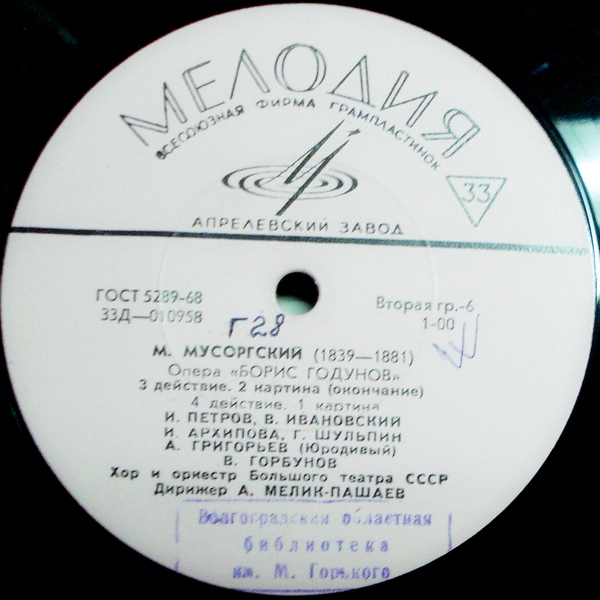 МЕЛОДИЯ
ВСЕСОЮЗНАЯ ФИРМА ГРАМПЛАСТИНОК
33
АПРЕЛЕВСКИЙ ЗАВОД
ГОСТ 5289-68
Вторая гр.-6
33Д—010958
1-00
Г28
М. МУСОРГСКИЙ (1839—1881)
Опера «БОРИС ГОДУНОВ»
3 действие. 2 картина (окончание)
4 действие. 1 картина
И. ПЕТРОВ, В. ИВАНОВСКИЙ
И. АРХИПОВА, Г. ШУЛЬПИН
А. ГРИГОРЬЕВ (Юродивый)
В. ГОРБУНОВ
Хор и оркестр Большого театра СССР
Дирижер А. МЕЛИК-ПАШАЕВ
Волгоградская областная
библиотека
им. М. Горького